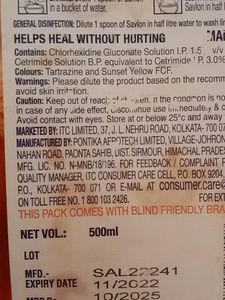 in a bucket of water.
GENERAL DISINFECTION: Dilute 1 spoon of Savlon in half litre water to wash
HELPS HEAL WITHOUT HURTING
Contains: Chlorhexidine Gluconate Solution I.P. 1.5 v/v
Cetrimide Solution B.P. equivalent to Cetrimide I.P. 3.0%
Colours: Tartrazine and Sunset Yellow FCF.
Warnings: Please dilute the product based on the recomm
avoid skin irritation.
Caution: Keep out of reach of children. If the condition is
in case of any side effect, discontinue use immediately &
avoid contact with eyes. Store at or below 25°c and away
MARKETED BY: ITC LIMITED, 37, J. L. NEHRU ROAD, KOLKATA- 700 07
MANUFACTURED BY: PONTIKA AEROTECH LIMITED, VILLAGE-JOHRON
NAHAN ROAD, PAONTA SAHIB, DIST. SIRMOUR, HIMACHAL PRADES
MFG. LIC. No: N-MNB/18/196. FOR FEEDBACK / COMPLAINT
QUALITY MANAGER, ITC CONSUMER CARE CELL, P.O. BOX 9204,
P.O., KOLKATA- 700 071 OR E-MAIL AT consumer.care
ON TOLL FREE NO. 1 800 103 2426.
THIS PACK COMES WITH BLIND FRIENDLY BRA
NET VOL.: 500ml
LOT
MFD.- SAL22241
EXPIRY DATE 11/2022
10/2025